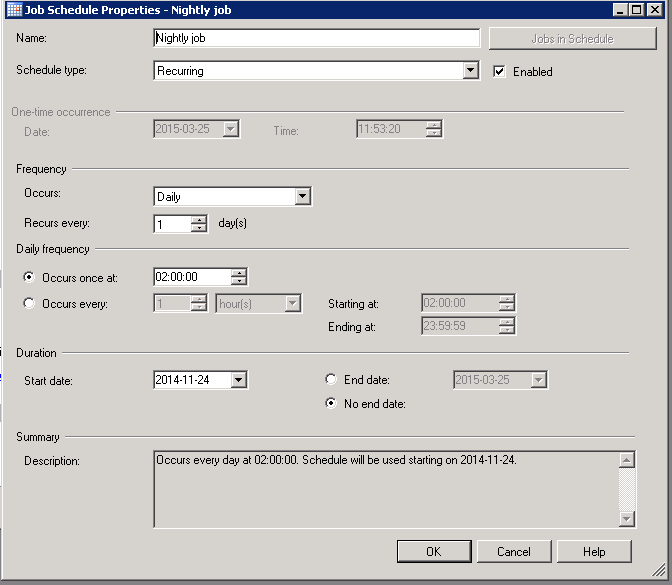 Job Schedule Properties - Nightly job
Name: Nightly job Jobs in Schedule
Schedule type: Recurring Enabled
One-time occurrence
Date: 2015-03-25 Time: 11:53:20
Frequency
Occurs: Daily
Recurs every: 1 day(s)
Daily frequency
Occurs once at: 02:00:00
Occurs every: 1 hour(s) Starting at: 02:00:00
Ending at: 23:59:59
Duration
Start date: 2014-11-24 End date: 2015-03-25
No end date:
Summary
Description: Occurs every day at 02:00:00. Schedule will be used starting on 2014-11-24.
OK Cancel Help